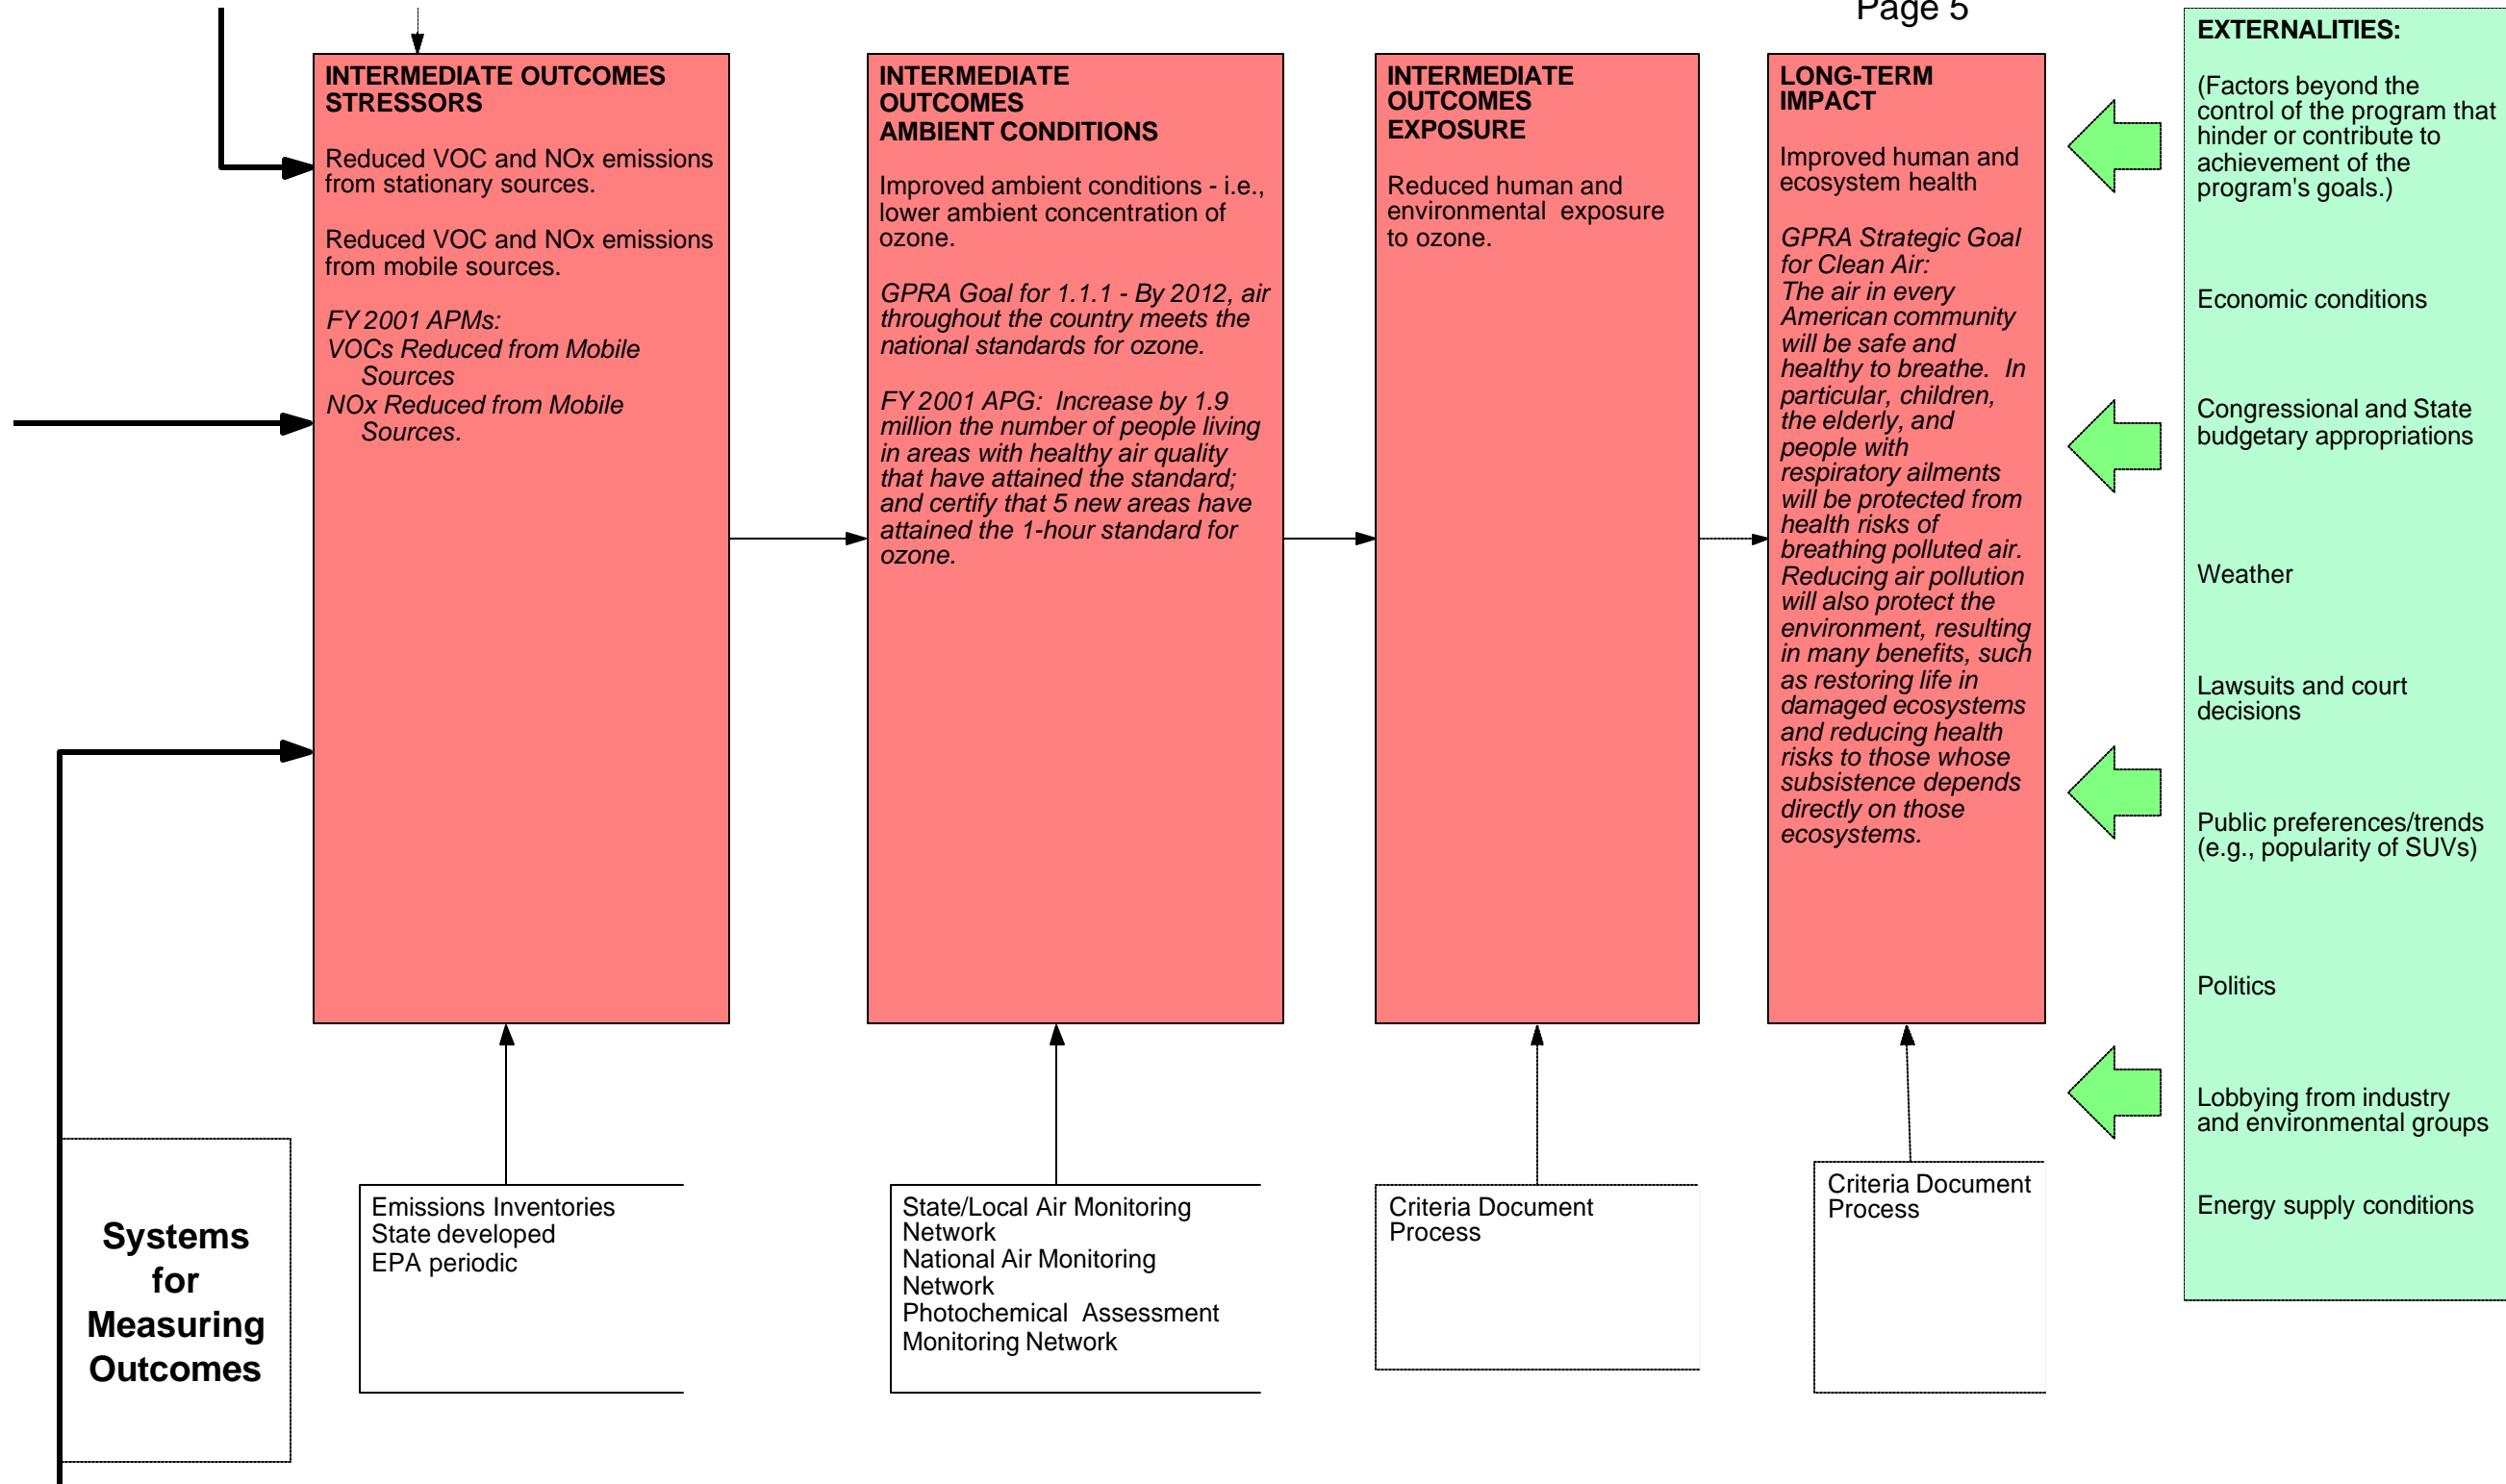 Page 5
INTERMEDIATE OUTCOMES
STRESSORS
Reduced VOC and NOx emissions
from stationary sources.
Reduced VOC and NOx emissions
from mobile sources.
FY 2001 APMs:
VOCs Reduced from Mobile
Sources
NOx Reduced from Mobile
Sources.
INTERMEDIATE
OUTCOMES
AMBIENT CONDITIONS
Improved ambient conditions - i.e.,
lower ambient concentration of
ozone.
GPRA Goal for 1.1.1 - By 2012, air
throughout the country meets the
national standards for ozone.
FY 2001 APG:  Increase by 1.9
million the number of people living
in areas with healthy air quality
that have attained the standard;
and certify that 5 new areas have
attained the 1-hour standard for
ozone.
INTERMEDIATE
OUTCOMES
EXPOSURE
Reduced human and
environmental  exposure
to ozone.
LONG-TERM
IMPACT
Improved human and
ecosystem health
GPRA Strategic Goal
for Clean Air:
The air in every
American community
will be safe and
healthy to breathe.  In
particular, children,
the elderly, and
people with
respiratory ailments
will be protected from
health risks of
breathing polluted air.
Reducing air pollution
will also protect the
environment, resulting
in many benefits, such
as restoring life in
damaged ecosystems
and reducing health
risks to those whose
subsistence depends
directly on those
ecosystems.
EXTERNALITIES:
(Factors beyond the
control of the program that
hinder or contribute to
achievement of the
program's goals.)
Economic conditions
Congressional and State
budgetary appropriations
Weather
Lawsuits and court
decisions
Public preferences/trends
(e.g., popularity of SUVs)
Politics
Lobbying from industry
and environmental groups
Energy supply conditions
Systems
for
Measuring
Outcomes
Emissions Inventories
State developed
EPA periodic
State/Local Air Monitoring
Network
National Air Monitoring
Network
Photochemical  Assessment
Monitoring Network
Criteria Document
Process
Criteria Document
Process